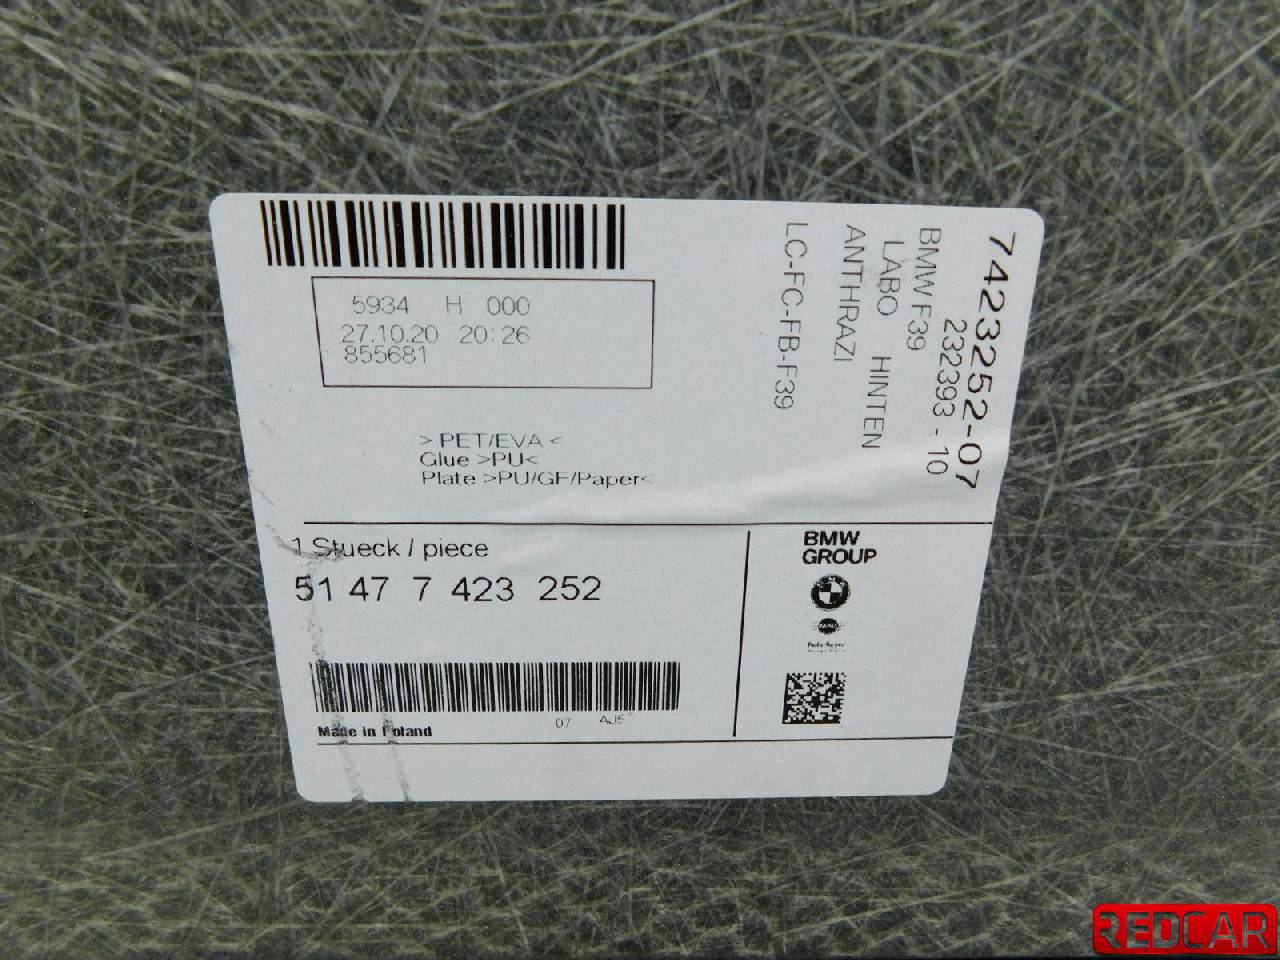 5934 H 000
27.10.20 20:26
855681
>PET/EVA<
Glue >PU<
Plate >PU/GF/Paper<
7423252-07
232393-10
BMW F39
LABO HINTEN
ANTHRAZI
LC-FC-FB-F39
1 Stueck / piece
51 47 7 423 252
07 AJ5
Made in Poland
BMW
GROUP
REDCAR